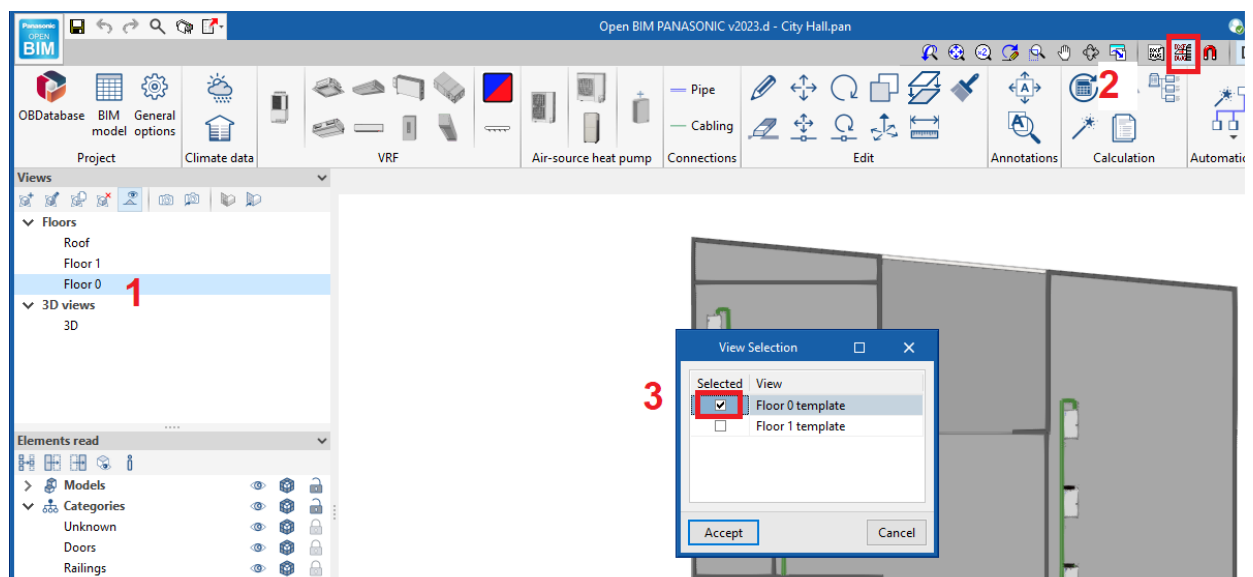 Panasonic
OPEN
BIM
Open BIM PANASONIC v2023.d - City Hall.pan
2
OBDatabase
BIM
model
General
options
Pipe
Cabling
A
Project
Climate data
VRF
Air-source heat pump
Connections
Edit
Annotations
Calculation
Automatic
Views
Floors
Roof
Floor 1
Floor 0
1
3D views
3D
View Selection
3
Selected
View
Floor 0 template
Floor 1 template
Accept
Cancel
Elements read
Models
Categories
Unknown
Doors
Railings